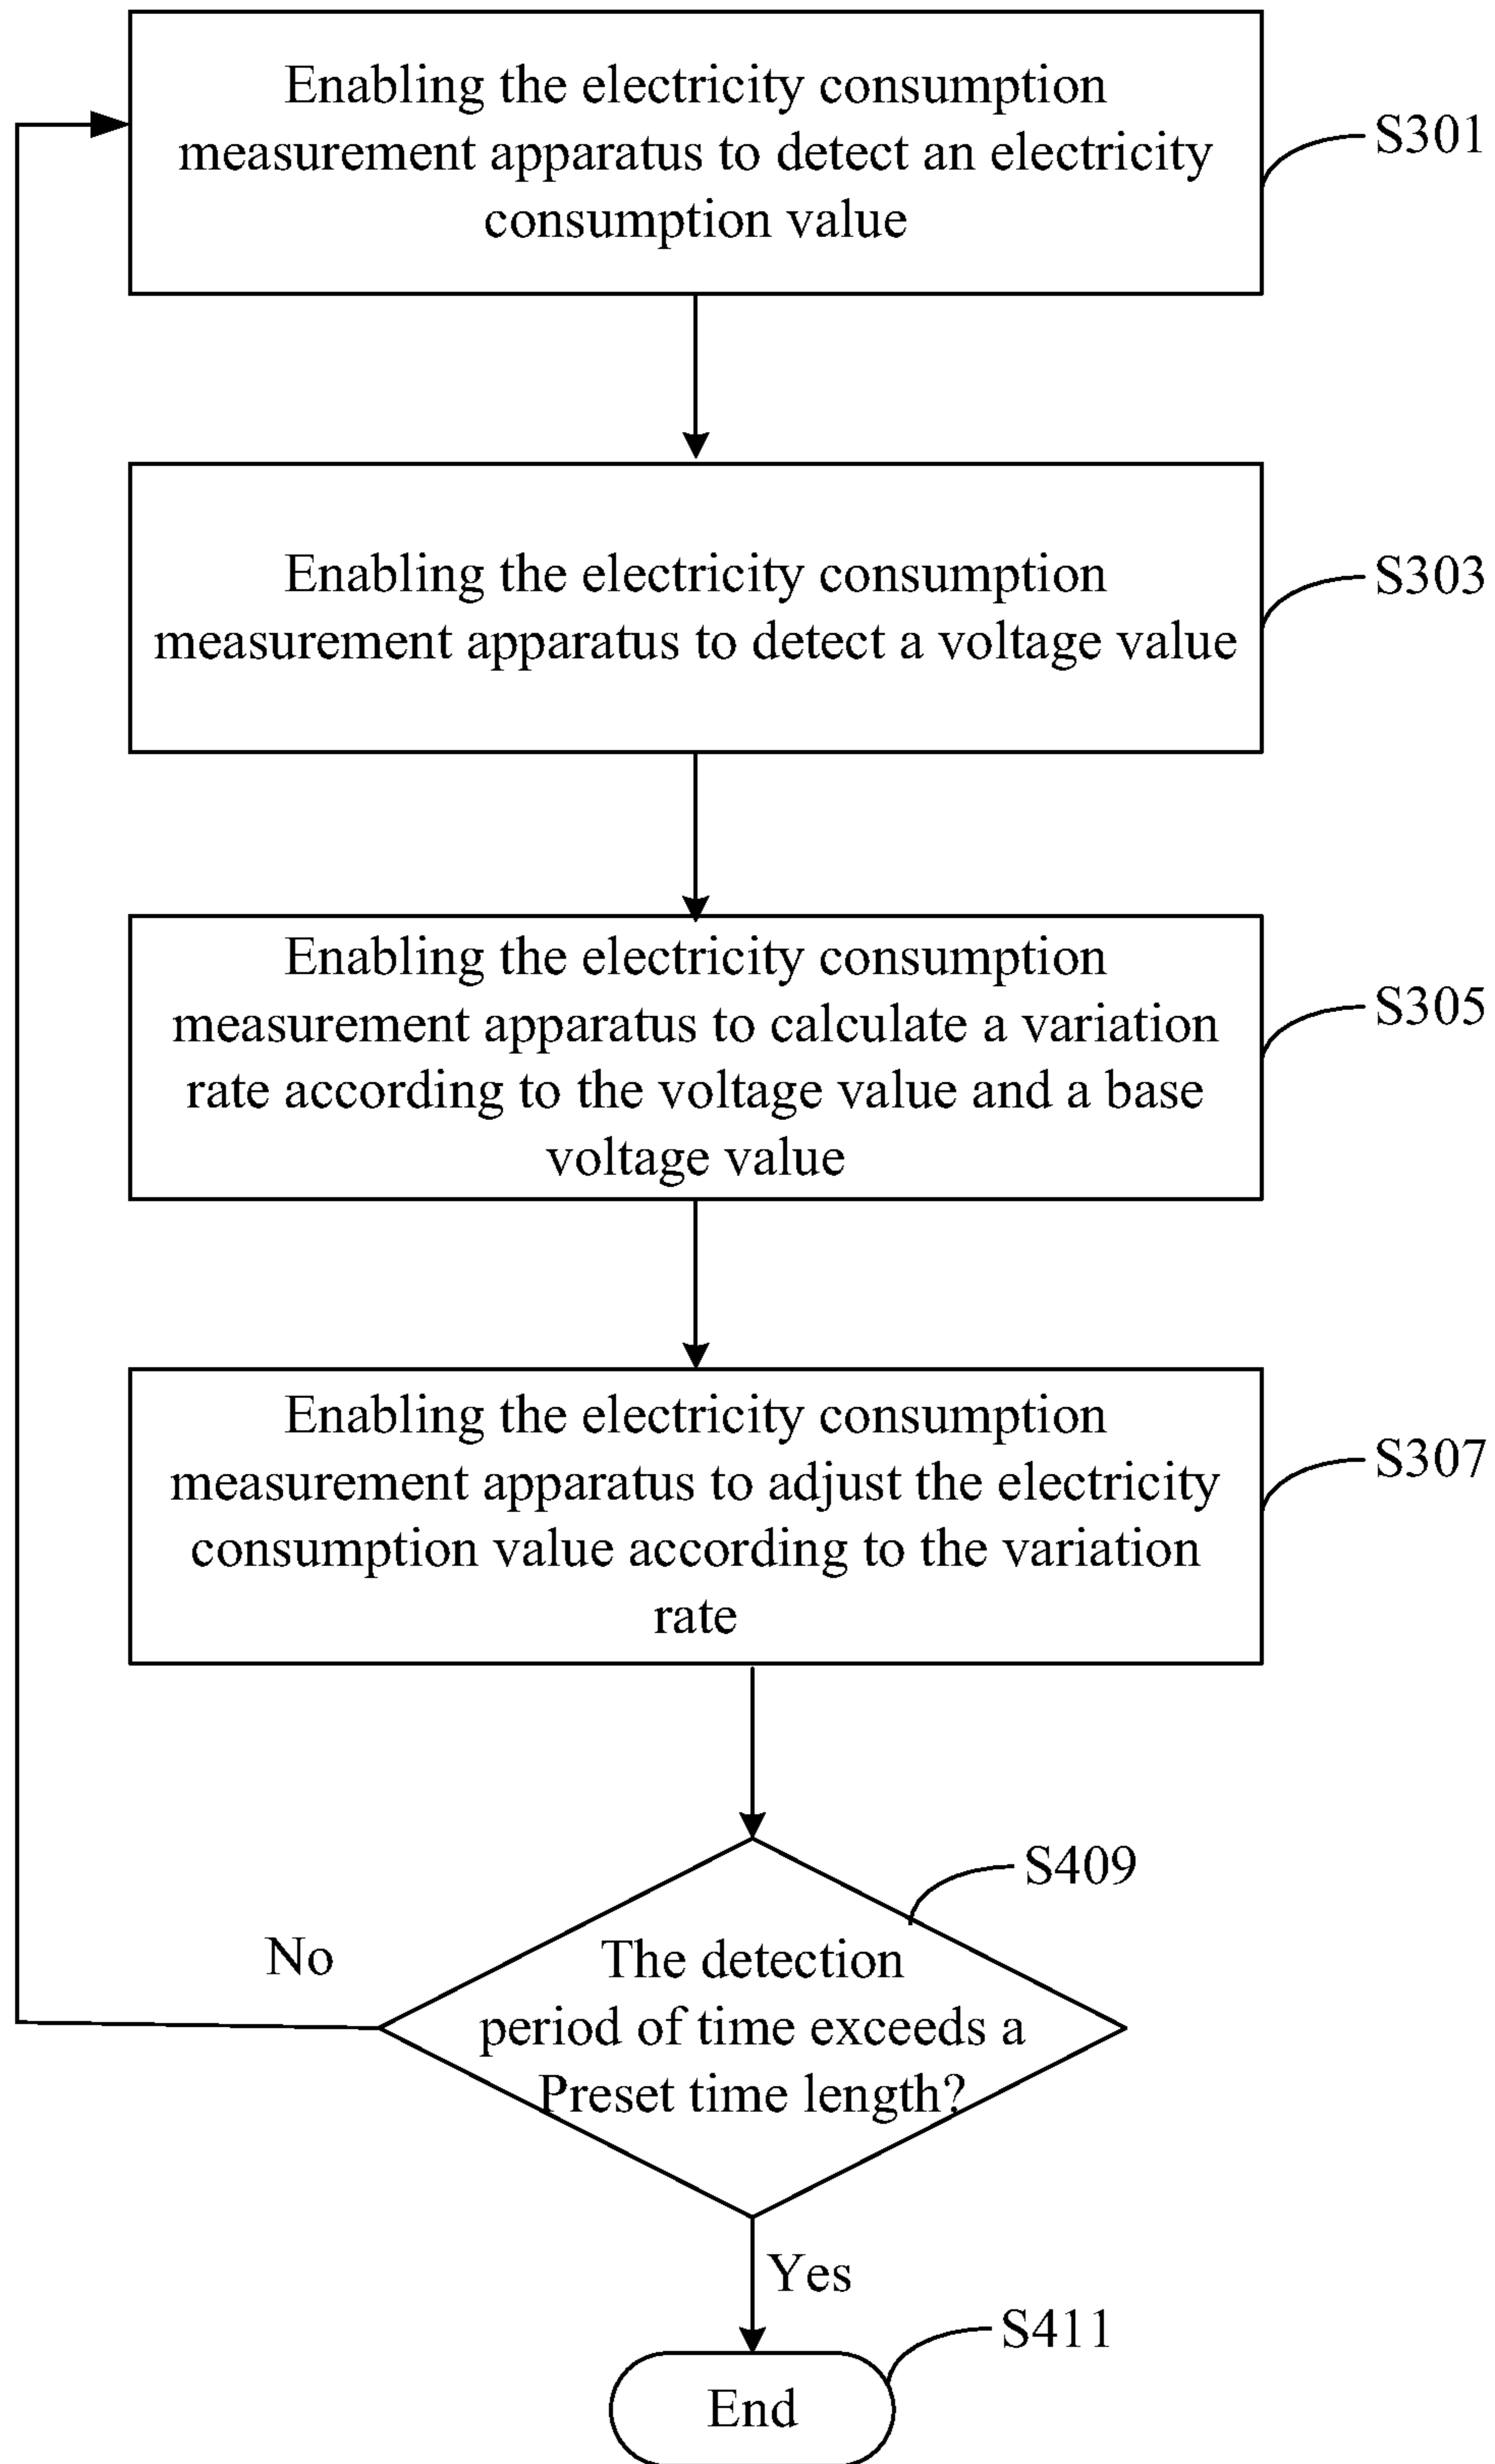 Enabling the electricity consumption
measurement apparatus to detect an electricity
consumption value
S301
Enabling the electricity consumption
measurement apparatus to detect a voltage value
S303
Enabling the electricity consumption
measurement apparatus to calculate a variation
rate according to the voltage value and a base
voltage value
S305
Enabling the electricity consumption
measurement apparatus to adjust the electricity
consumption value according to the variation
rate
S307
S409
No
The detection
period of time exceeds a
Preset time length?
Yes
S411
End